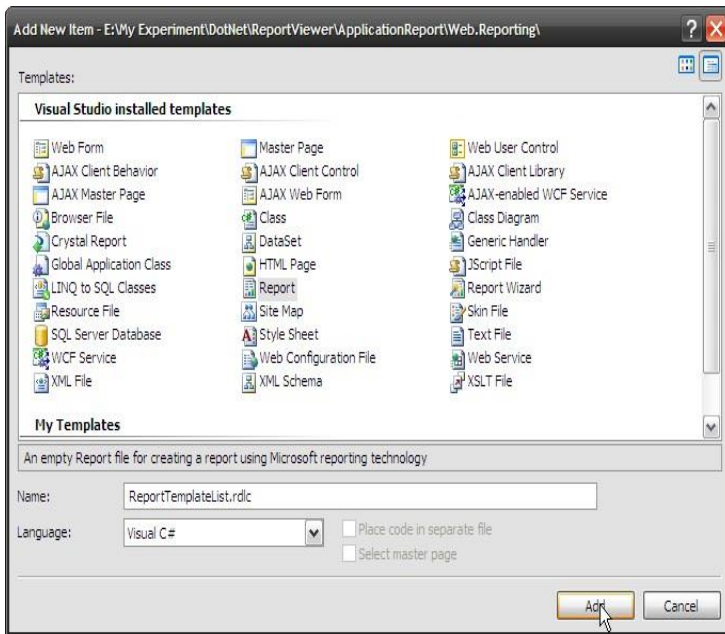 Add New Item - E:\My Experiment\DotNet\ReportViewer\ApplicationReport\Web.Reporting\
Templates:
Visual Studio installed templates
Web Form Master Page Web User Control
AJAX Client Behavior AJAX Client Control AJAX Client Library
AJAX Master Page AJAX Web Form AJAX-enabled WCF Service
Browser File Class Class Diagram
Crystal Report DataSet Generic Handler
Global Application Class HTML Page JScript File
LINQ to SQL Classes Report Report Wizard
Resource File Site Map Skin File
SQL Server Database Style Sheet Text File
WCF Service Web Configuration File Web Service
XML File XML Schema XSLT File
My Templates
An empty Report file for creating a report using Microsoft reporting technology
Name: ReportTemplateList.rdlc
Language: Visual C# Place code in separate file
Select master page
Add Cancel